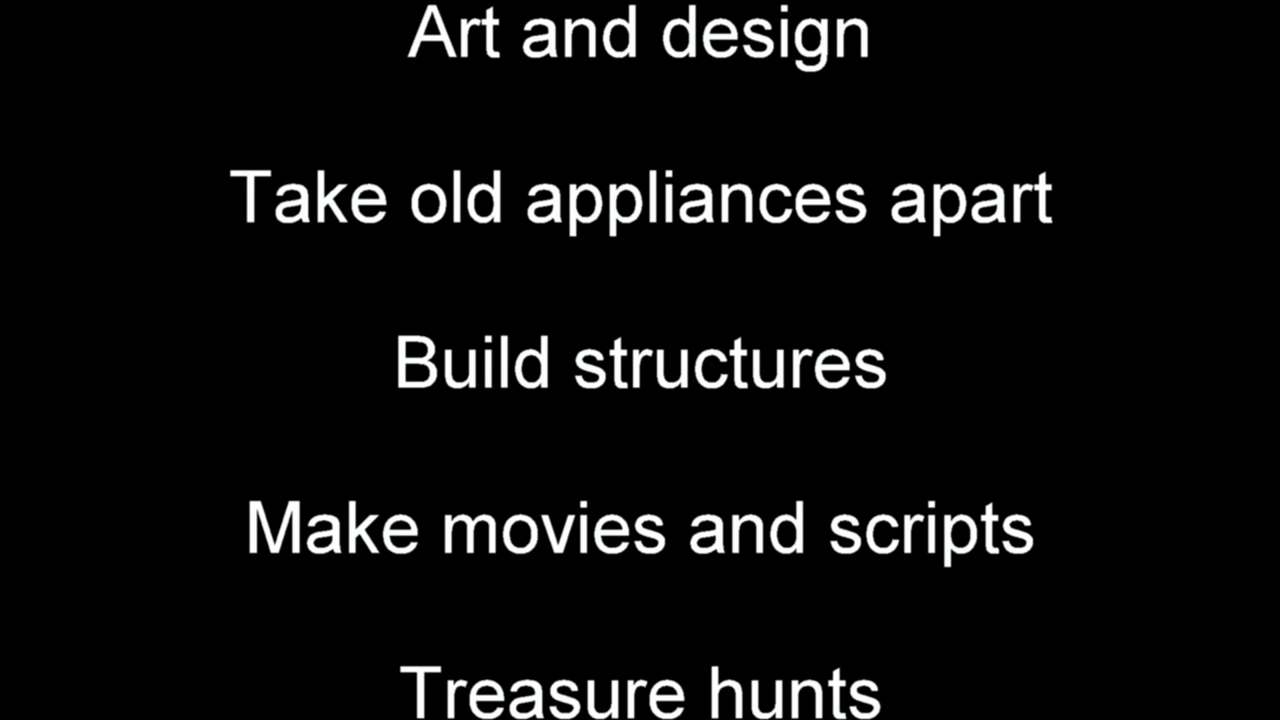 Art and design
Take old appliances apart
Build structures
Make movies and scripts
Treasure hunts